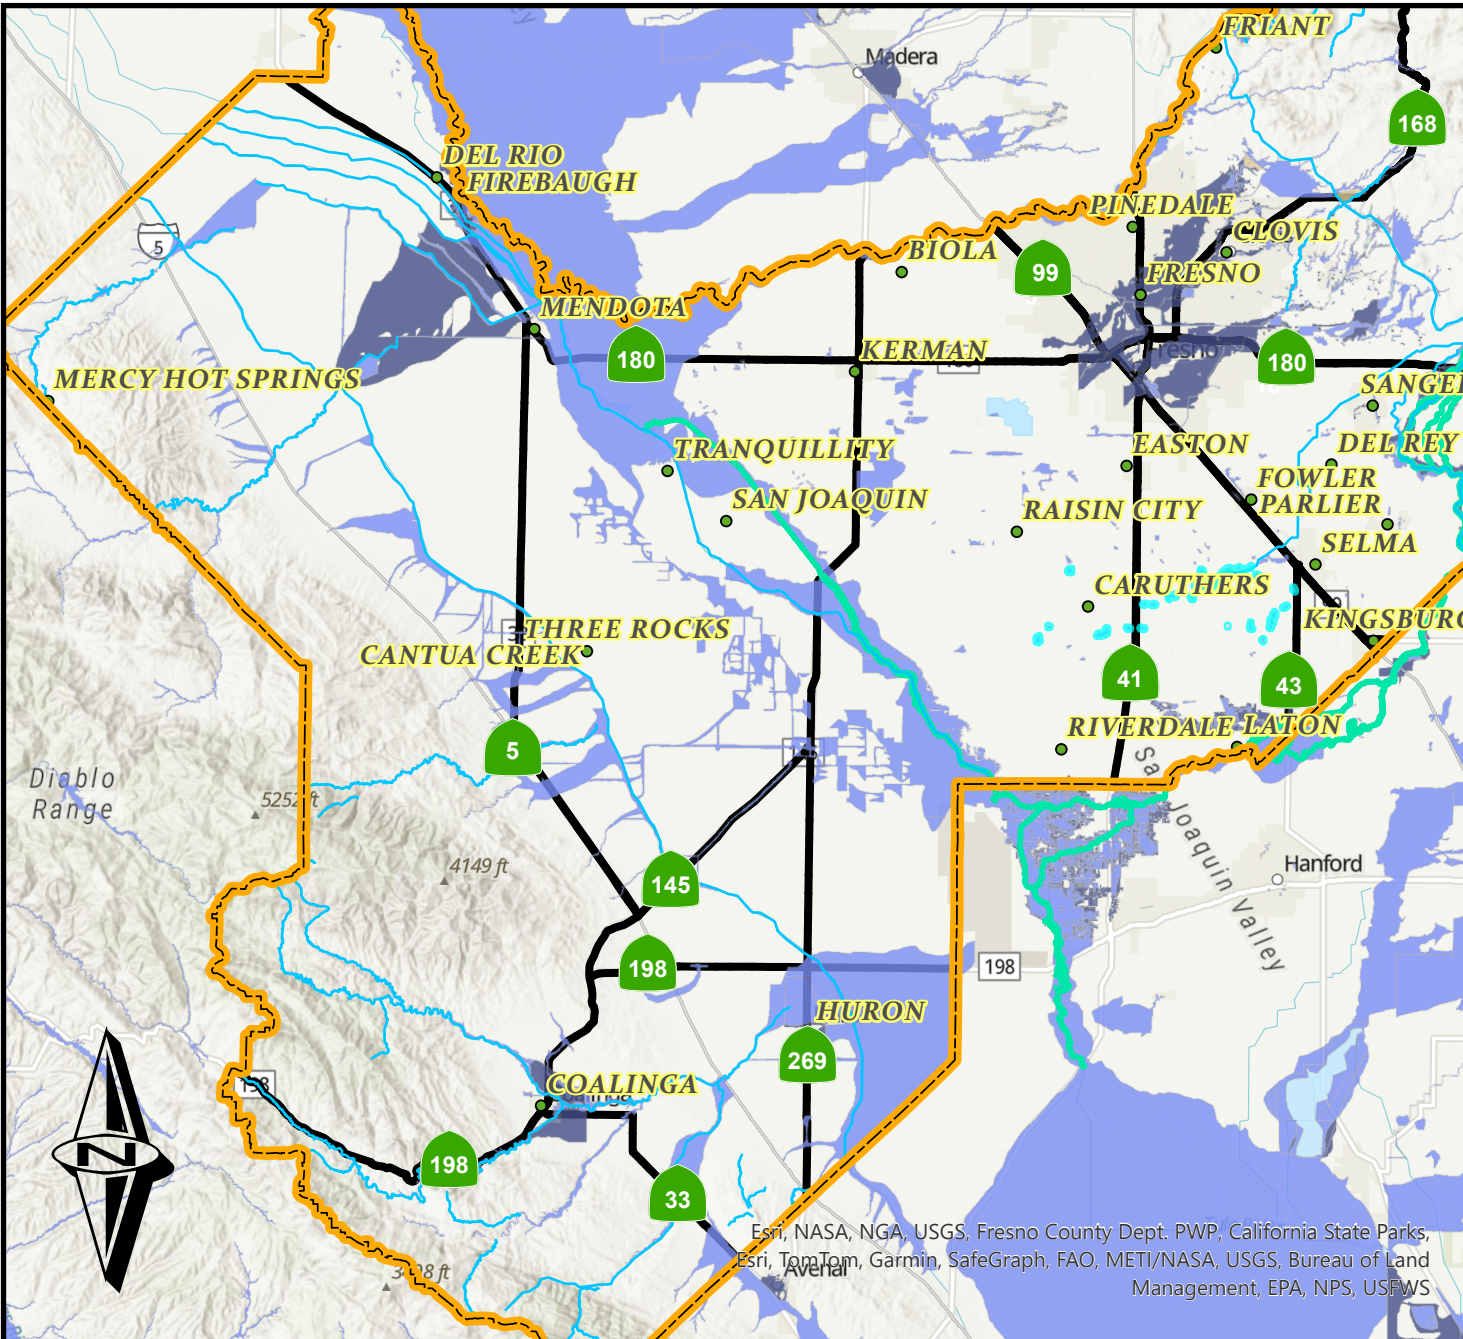 FRIANT
Madera
168
DEL RIO
FIREBAUGH
PINEDALE
CLOVIS
5
BIOLA
99
FRESNO
MENDOTA
180
KERMAN
180
MERCY HOT SPRINGS
DEL REY
TRANQUILLITY
EASTON
FOWLER
SAN JOAQUIN
PARLIER
RAISIN CITY
SELMA
CARUTHERS
THREE ROCKS
CANTUA CREEK
41
43
RIVERDALE
LATON
5
Diablo
Range
5252 ft
4149 ft
145
Joaquin Valley
Hanford
198
198
HURON
269
COALINGA
198
198
33
N
Esri, NASA, NGA, USGS, Fresno County Dept. PWP, California State Parks,
Esri, TomTom, Garmin, SafeGraph, FAO, METI/NASA, USGS, Bureau of Land
Management, EPA, NPS, USFWS
Avenal